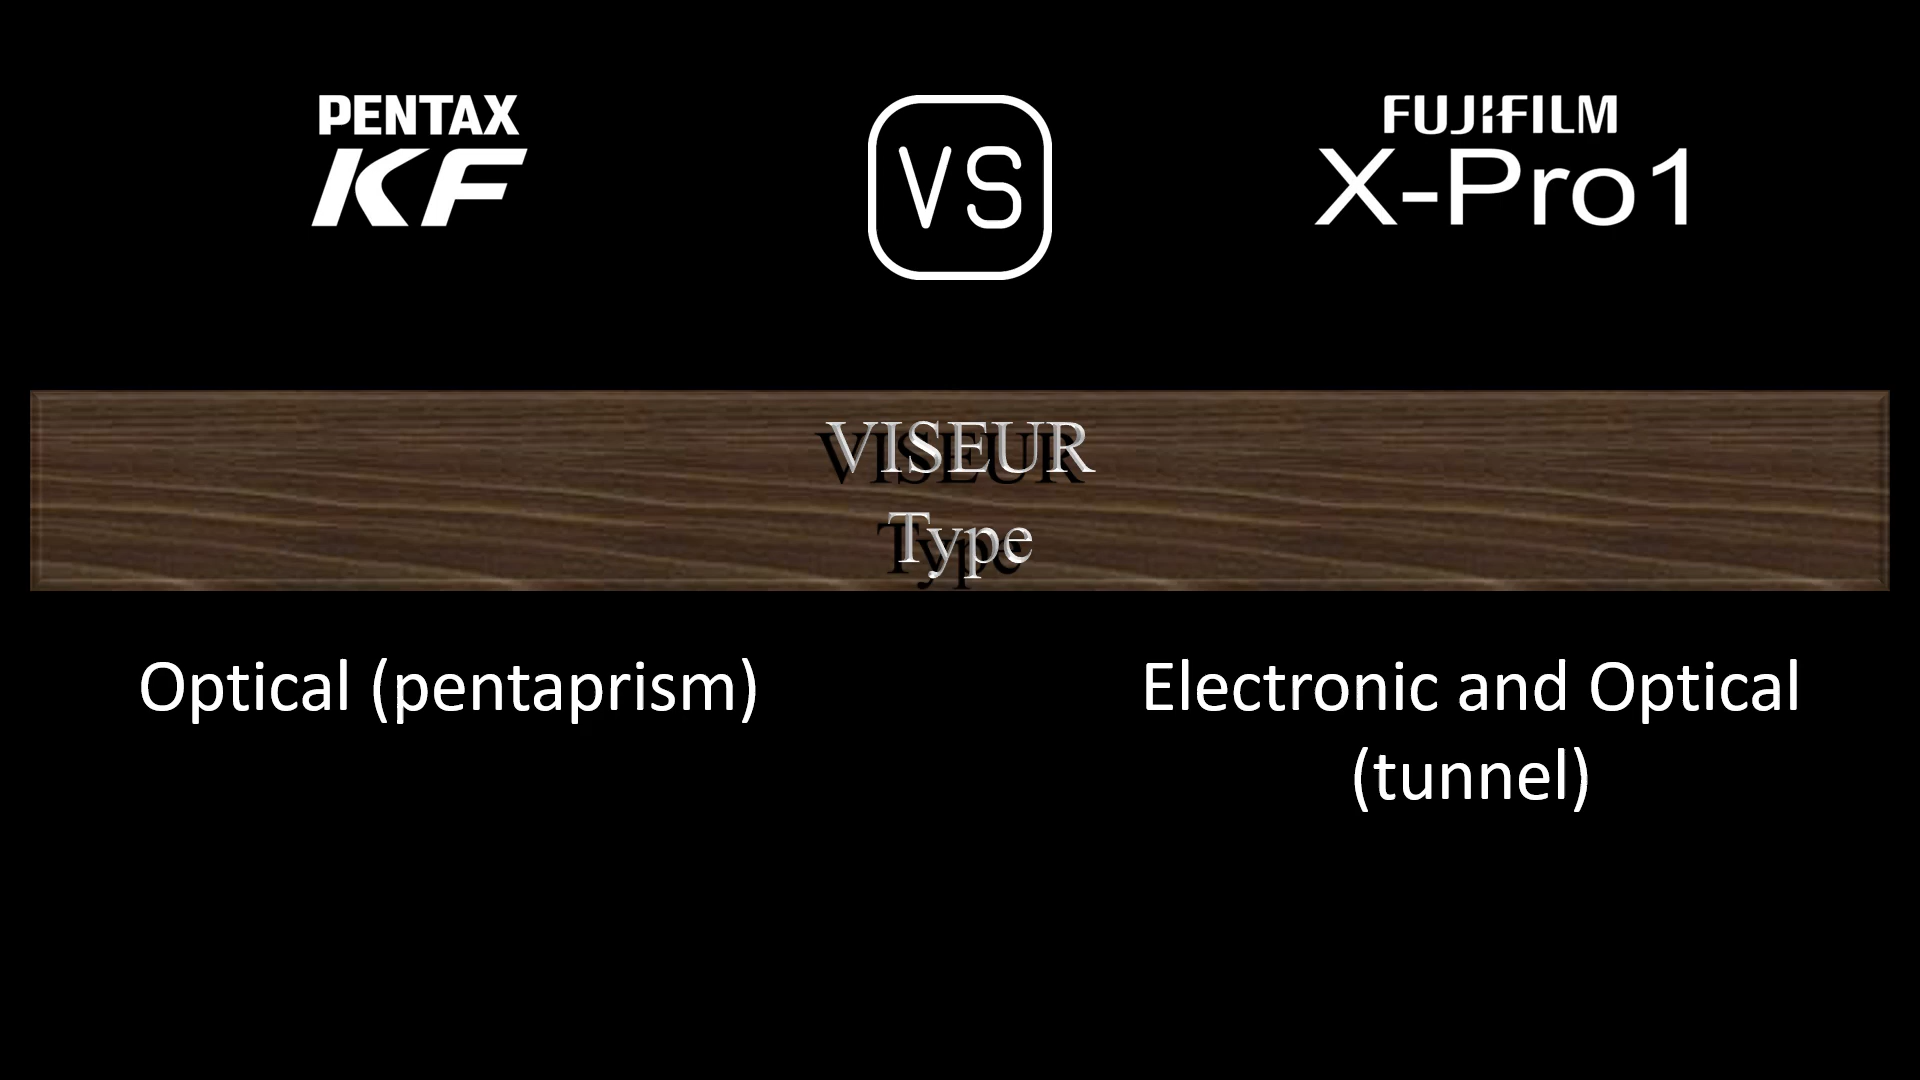 PENTAX
KF
VS
FUJIFILM
X-Pro1
VISEUR
Type
Optical (pentaprism)
Electronic and Optical
(tunnel)